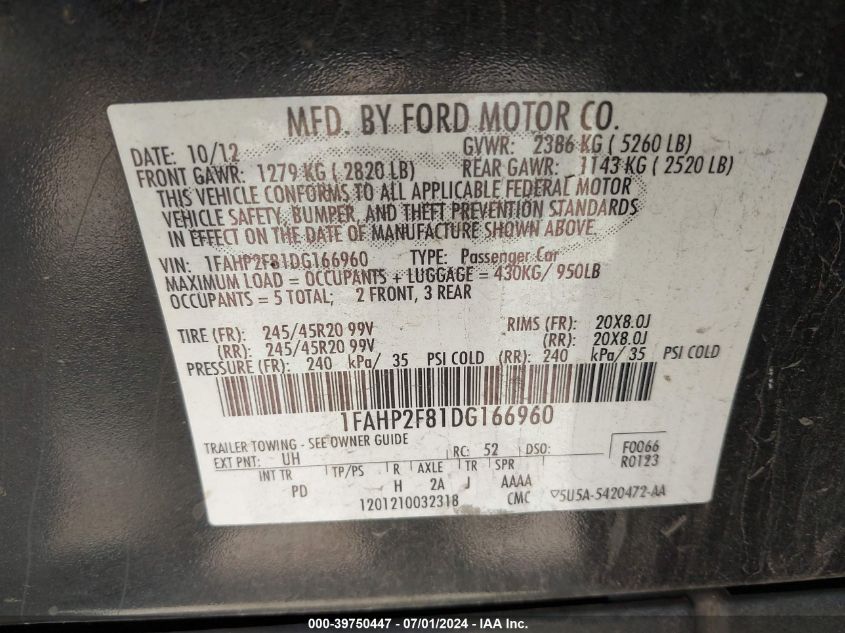 MFD. BY FORD MOTOR CO.
DATE: 10/12 GVWR: 2386 KG ( 5260 LB)
FRONT GAWR: 1279 KG ( 2820 LB) REAR GAWR: 1143 KG ( 2520 LB)
THIS VEHICLE CONFORMS TO ALL APPLICABLE FEDERAL MOTOR
VEHICLE SAFETY, BUMPER, AND THEFT PREVENTION STANDARDS
IN EFFECT ON THE DATE OF MANUFACTURE SHOWN ABOVE.
VIN: 1FAHP2F81DG166960 TYPE: Passenger Car
MAXIMUM LOAD = OCCUPANTS + LUGGAGE = 430KG/ 950LB
OCCUPANTS = 5 TOTAL; 2 FRONT, 3 REAR
TIRE (FR): 245/45R20 99V RIMS (FR): 20X8.0J
(RR): 245/45R20 99V (RR): 20X8.0J
PRESSURE (FR): 240 kPa/ 35 PSI COLD (RR): 240 kPa/ 35 PSI COLD
1FAHP2F81DG166960
TRAILER TOWING - SEE OWNER GUIDE
EXT PNT: UH RC: 52 DSO: F0066
R0123
INT TR TP/PS R AXLE TR SPR
PD H 2A J AAAA
1201210032318 CMC ▽5U5A-5420472-AA
000-39750447 - 07/01/2024 - IAAI.com